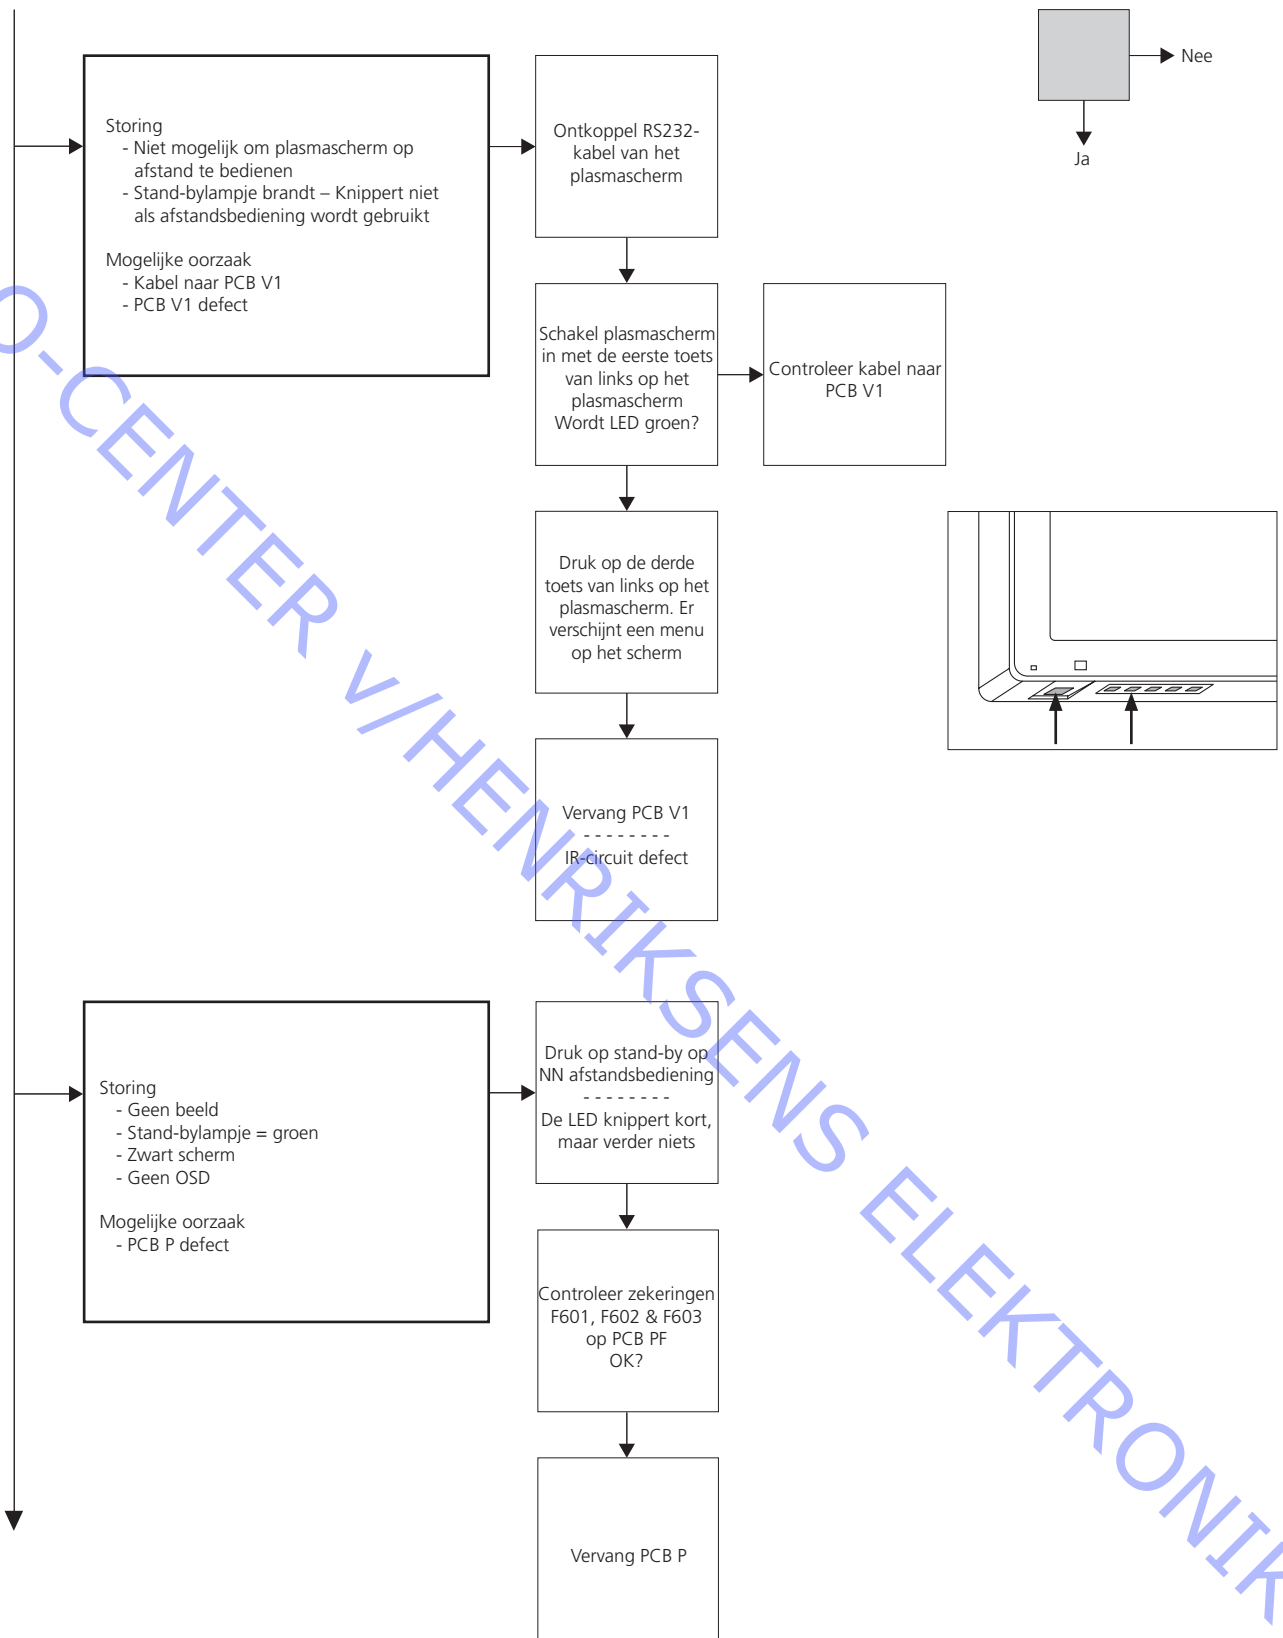 Nee
Ja
Storing
- Niet mogelijk om plasmascherm op
afstand te bedienen
- Stand-bylampje brandt – Knippert niet
als afstandsbediening wordt gebruikt
Mogelijke oorzaak
- Kabel naar PCB V1
- PCB V1 defect
Ontkoppel RS232-
kabel van het
plasmascherm
Schakel plasmascherm
in met de eerste toets
van links op het
plasmascherm
Wordt LED groen?
Controleer kabel naar
PCB V1
Druk op de derde
toets van links op het
plasmascherm. Er
verschijnt een menu
op het scherm
Vervang PCB V1
- - - - - - - -
IR-circuit defect
Storing
- Geen beeld
- Stand-bylampje = groen
- Zwart scherm
- Geen OSD
Mogelijke oorzaak
- PCB P defect
Druk op stand-by op
NN afstandsbediening
- - - - - - - -
De LED knippert kort,
maar verder niets
Controleer zekeringen
F601, F602 & F603
op PCB PF
OK?
Vervang PCB P
O-CENTER v/HENRIKSENS ELEKTRONIK